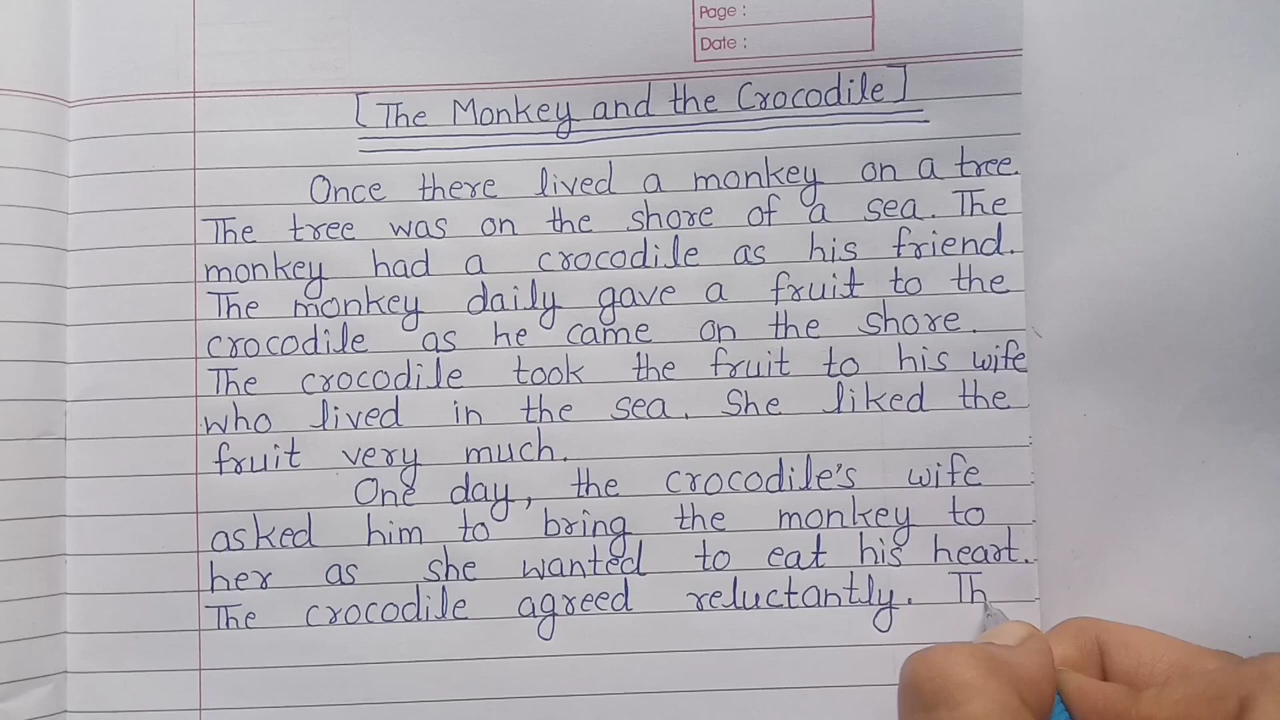 Page :
Date :
[The Monkey and the Crocodile]
Once there lived a monkey on a tree.
The tree was on the shore of a sea. The
monkey had a crocodile as his friend.
The monkey daily gave a fruit to the
crocodile as he came on the shore.
The crocodile took the fruit to his wife
who lived in the sea. She liked the
fruit very much.
One day, the crocodile's wife
asked him to bring the monkey to
her as she wanted to eat his heart.
The crocodile agreed reluctantly. Th